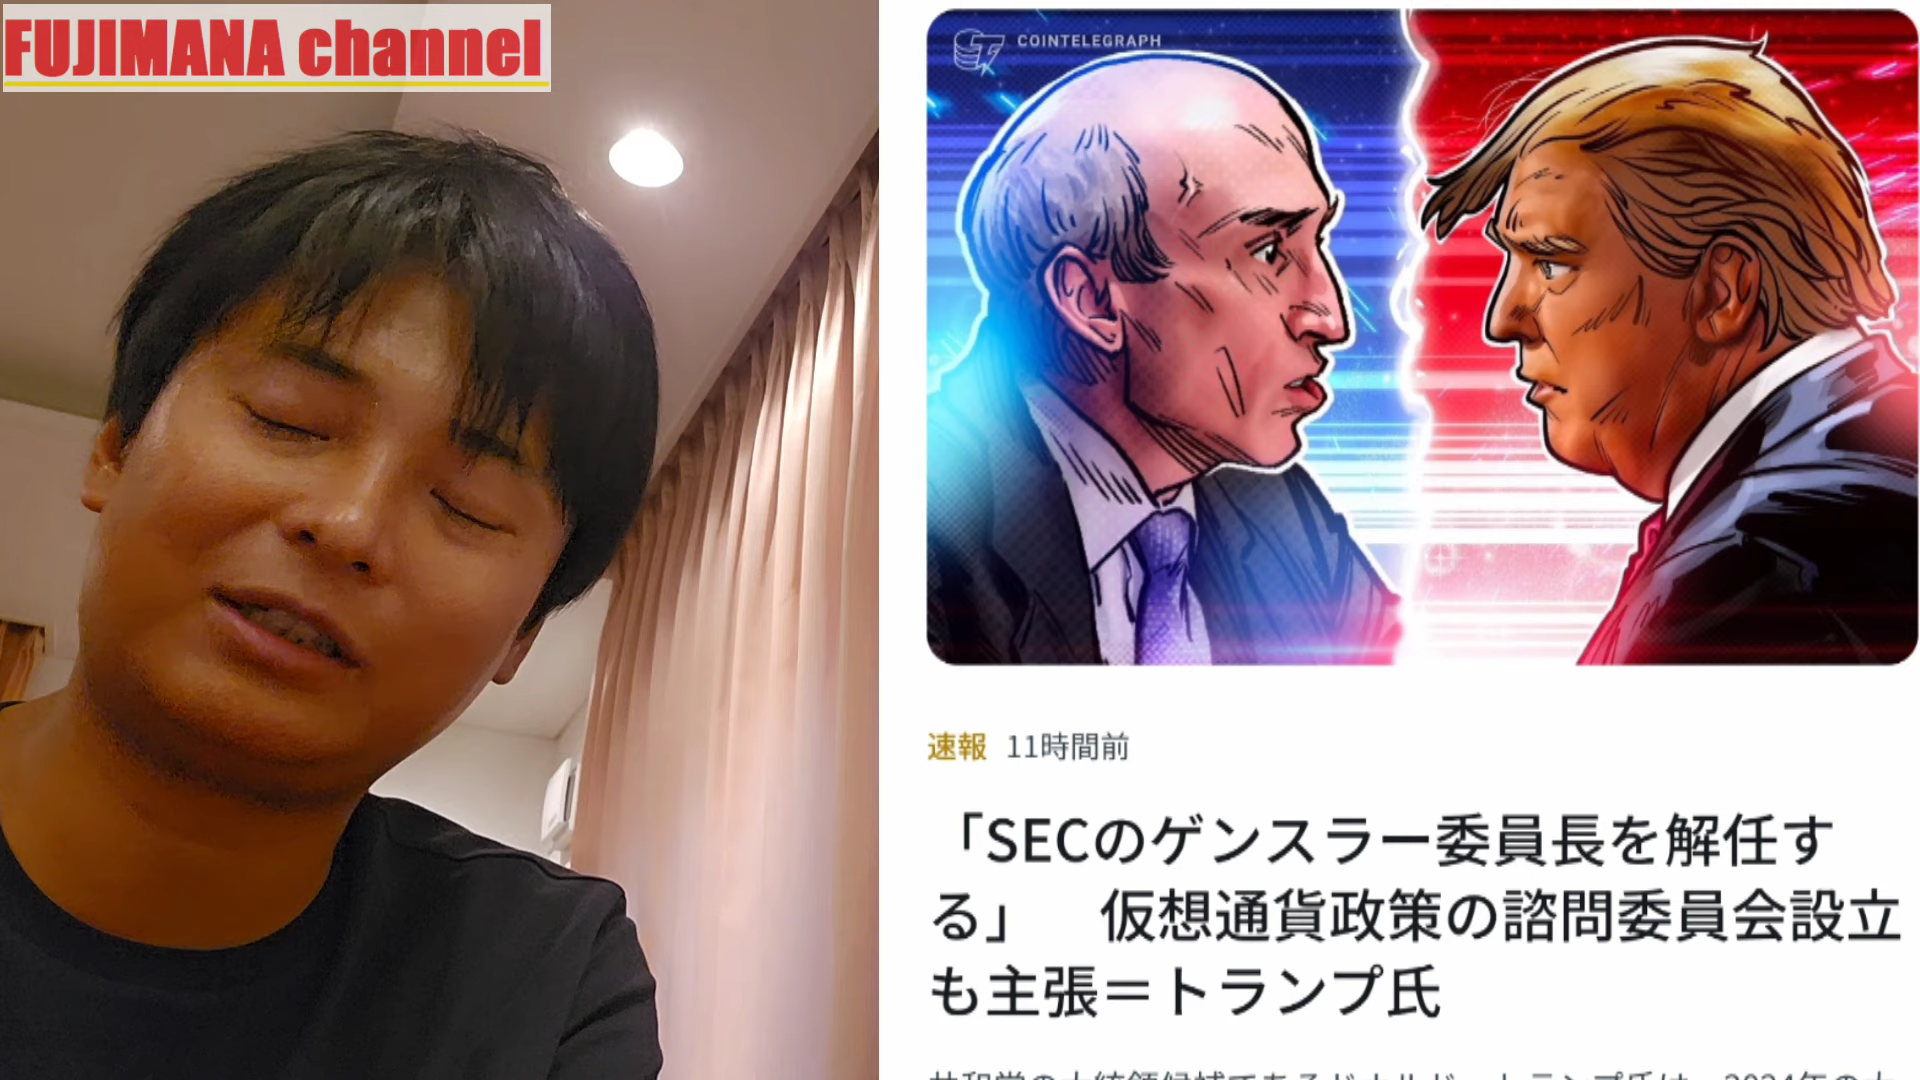 FUJIMANA channel
COINTELEGRAPH
速報 11時間前
「SECのゲンスラー委員長を解任す
る」 仮想通貨政策の諮問委員会設立
も主張＝トランプ氏